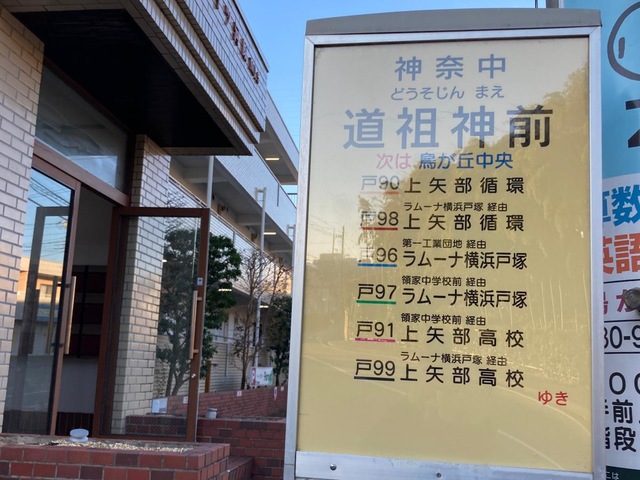 神奈中
どうそじん まえ
道祖神前
次は 鳥が丘中央
戸90 上矢部循環
ラムーナ横浜戸塚 経由
戸98 上矢部循環
第一工業団地 経由
戸96 ラムーナ横浜戸塚
領家中学校前 経由
戸97 ラムーナ横浜戸塚
領家中学校前 経由
戸91 上矢部高校
ラムーナ横浜戸塚 経由
戸99 上矢部高校
ゆき
算数
英語